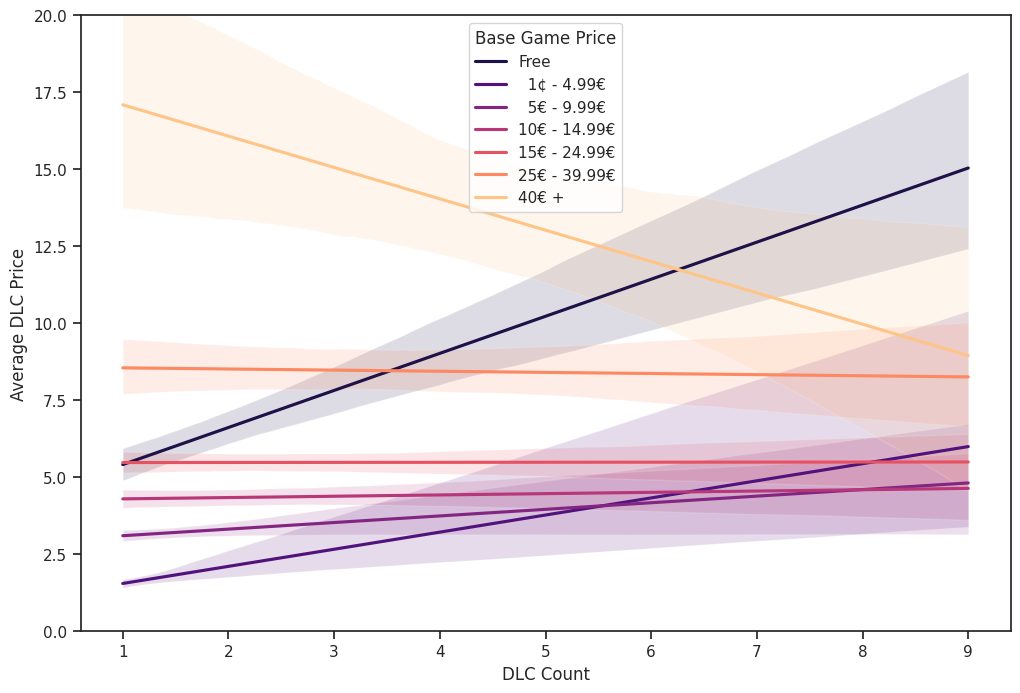 20.0
17.5
15.0
12.5
10.0
7.5
5.0
2.5
0.0
Average DLC Price
Base Game Price
Free
1¢ - 4.99€
5€ - 9.99€
10€ - 14.99€
15€ - 24.99€
25€ - 39.99€
40€ +
1 2 3 4 5 6 7 8 9
DLC Count